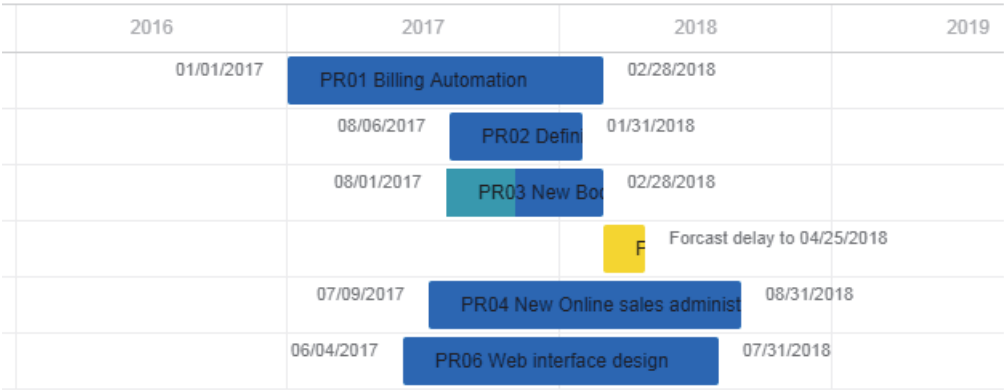 2016 2017 2018 2019
01/01/2017 PR01 Billing Automation 02/28/2018
08/06/2017 PR02 Defini 01/31/2018
08/01/2017 PR03 New Boo 02/28/2018
F Forcast delay to 04/25/2018
07/09/2017 PR04 New Online sales administ 08/31/2018
06/04/2017 PR06 Web interface design 07/31/2018